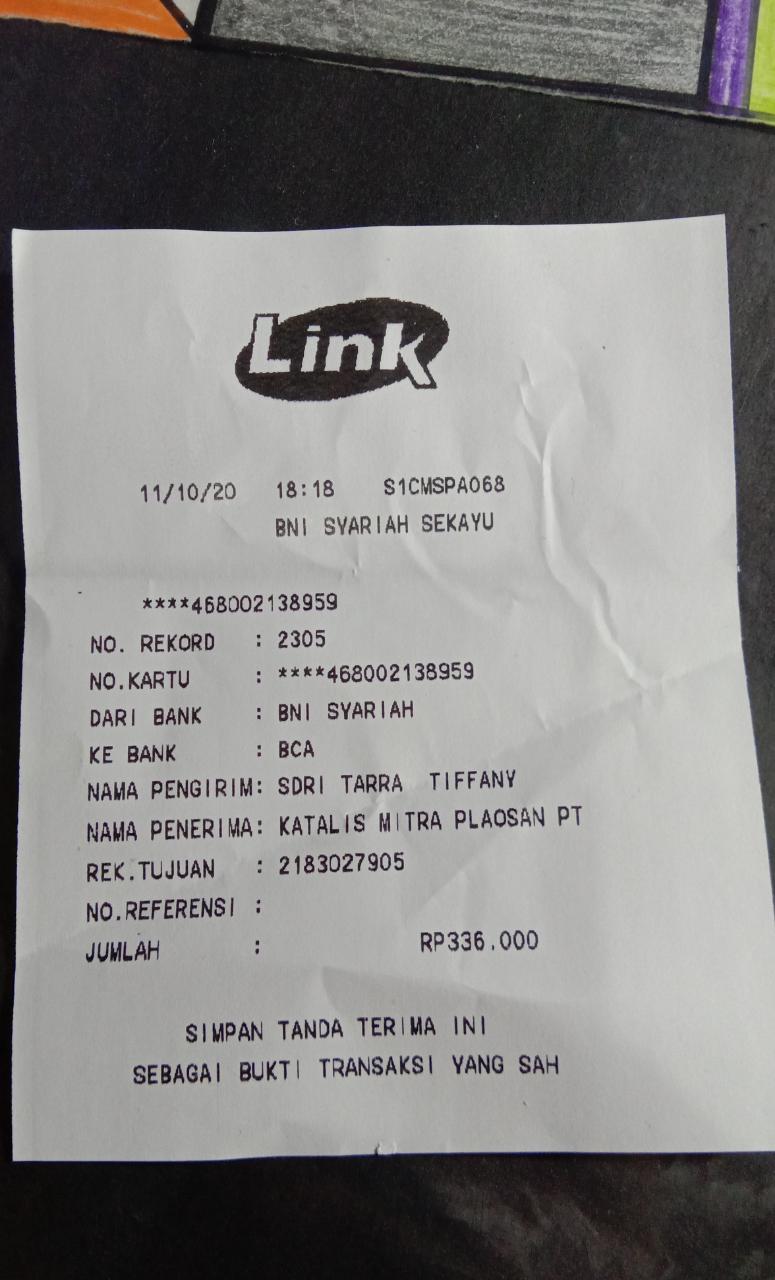 Link
11/10/20 18:18 S1CMSPA068
BNI SYARIAH SEKAYU
****468002138959
NO. REKORD : 2305
NO.KARTU : ****468002138959
DARI BANK : BNI SYARIAH
KE BANK : BCA
NAMA PENGIRIM: SDRI TARRA TIFFANY
NAMA PENERIMA: KATALIS MITRA PLAOSAN PT
REK.TUJUAN : 2183027905
NO.REFERENSI :
JUMLAH : RP336.000
SIMPAN TANDA TERIMA INI
SEBAGAI BUKTI TRANSAKSI YANG SAH